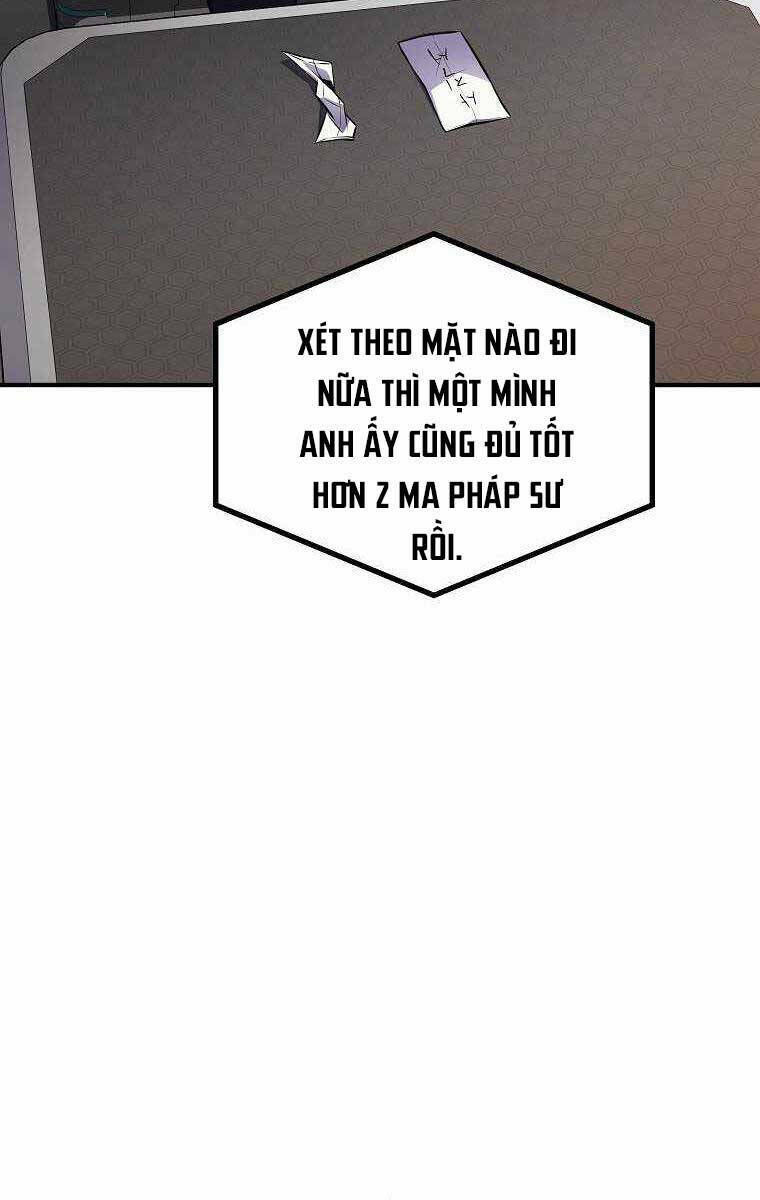 XÉT THEO MẶT NÀO ĐI
NỮA THÌ MỘT MÌNH
ANH ẤY CŨNG ĐỦ TỐT
HƠN 2 MA PHÁP SƯ
RỒI.